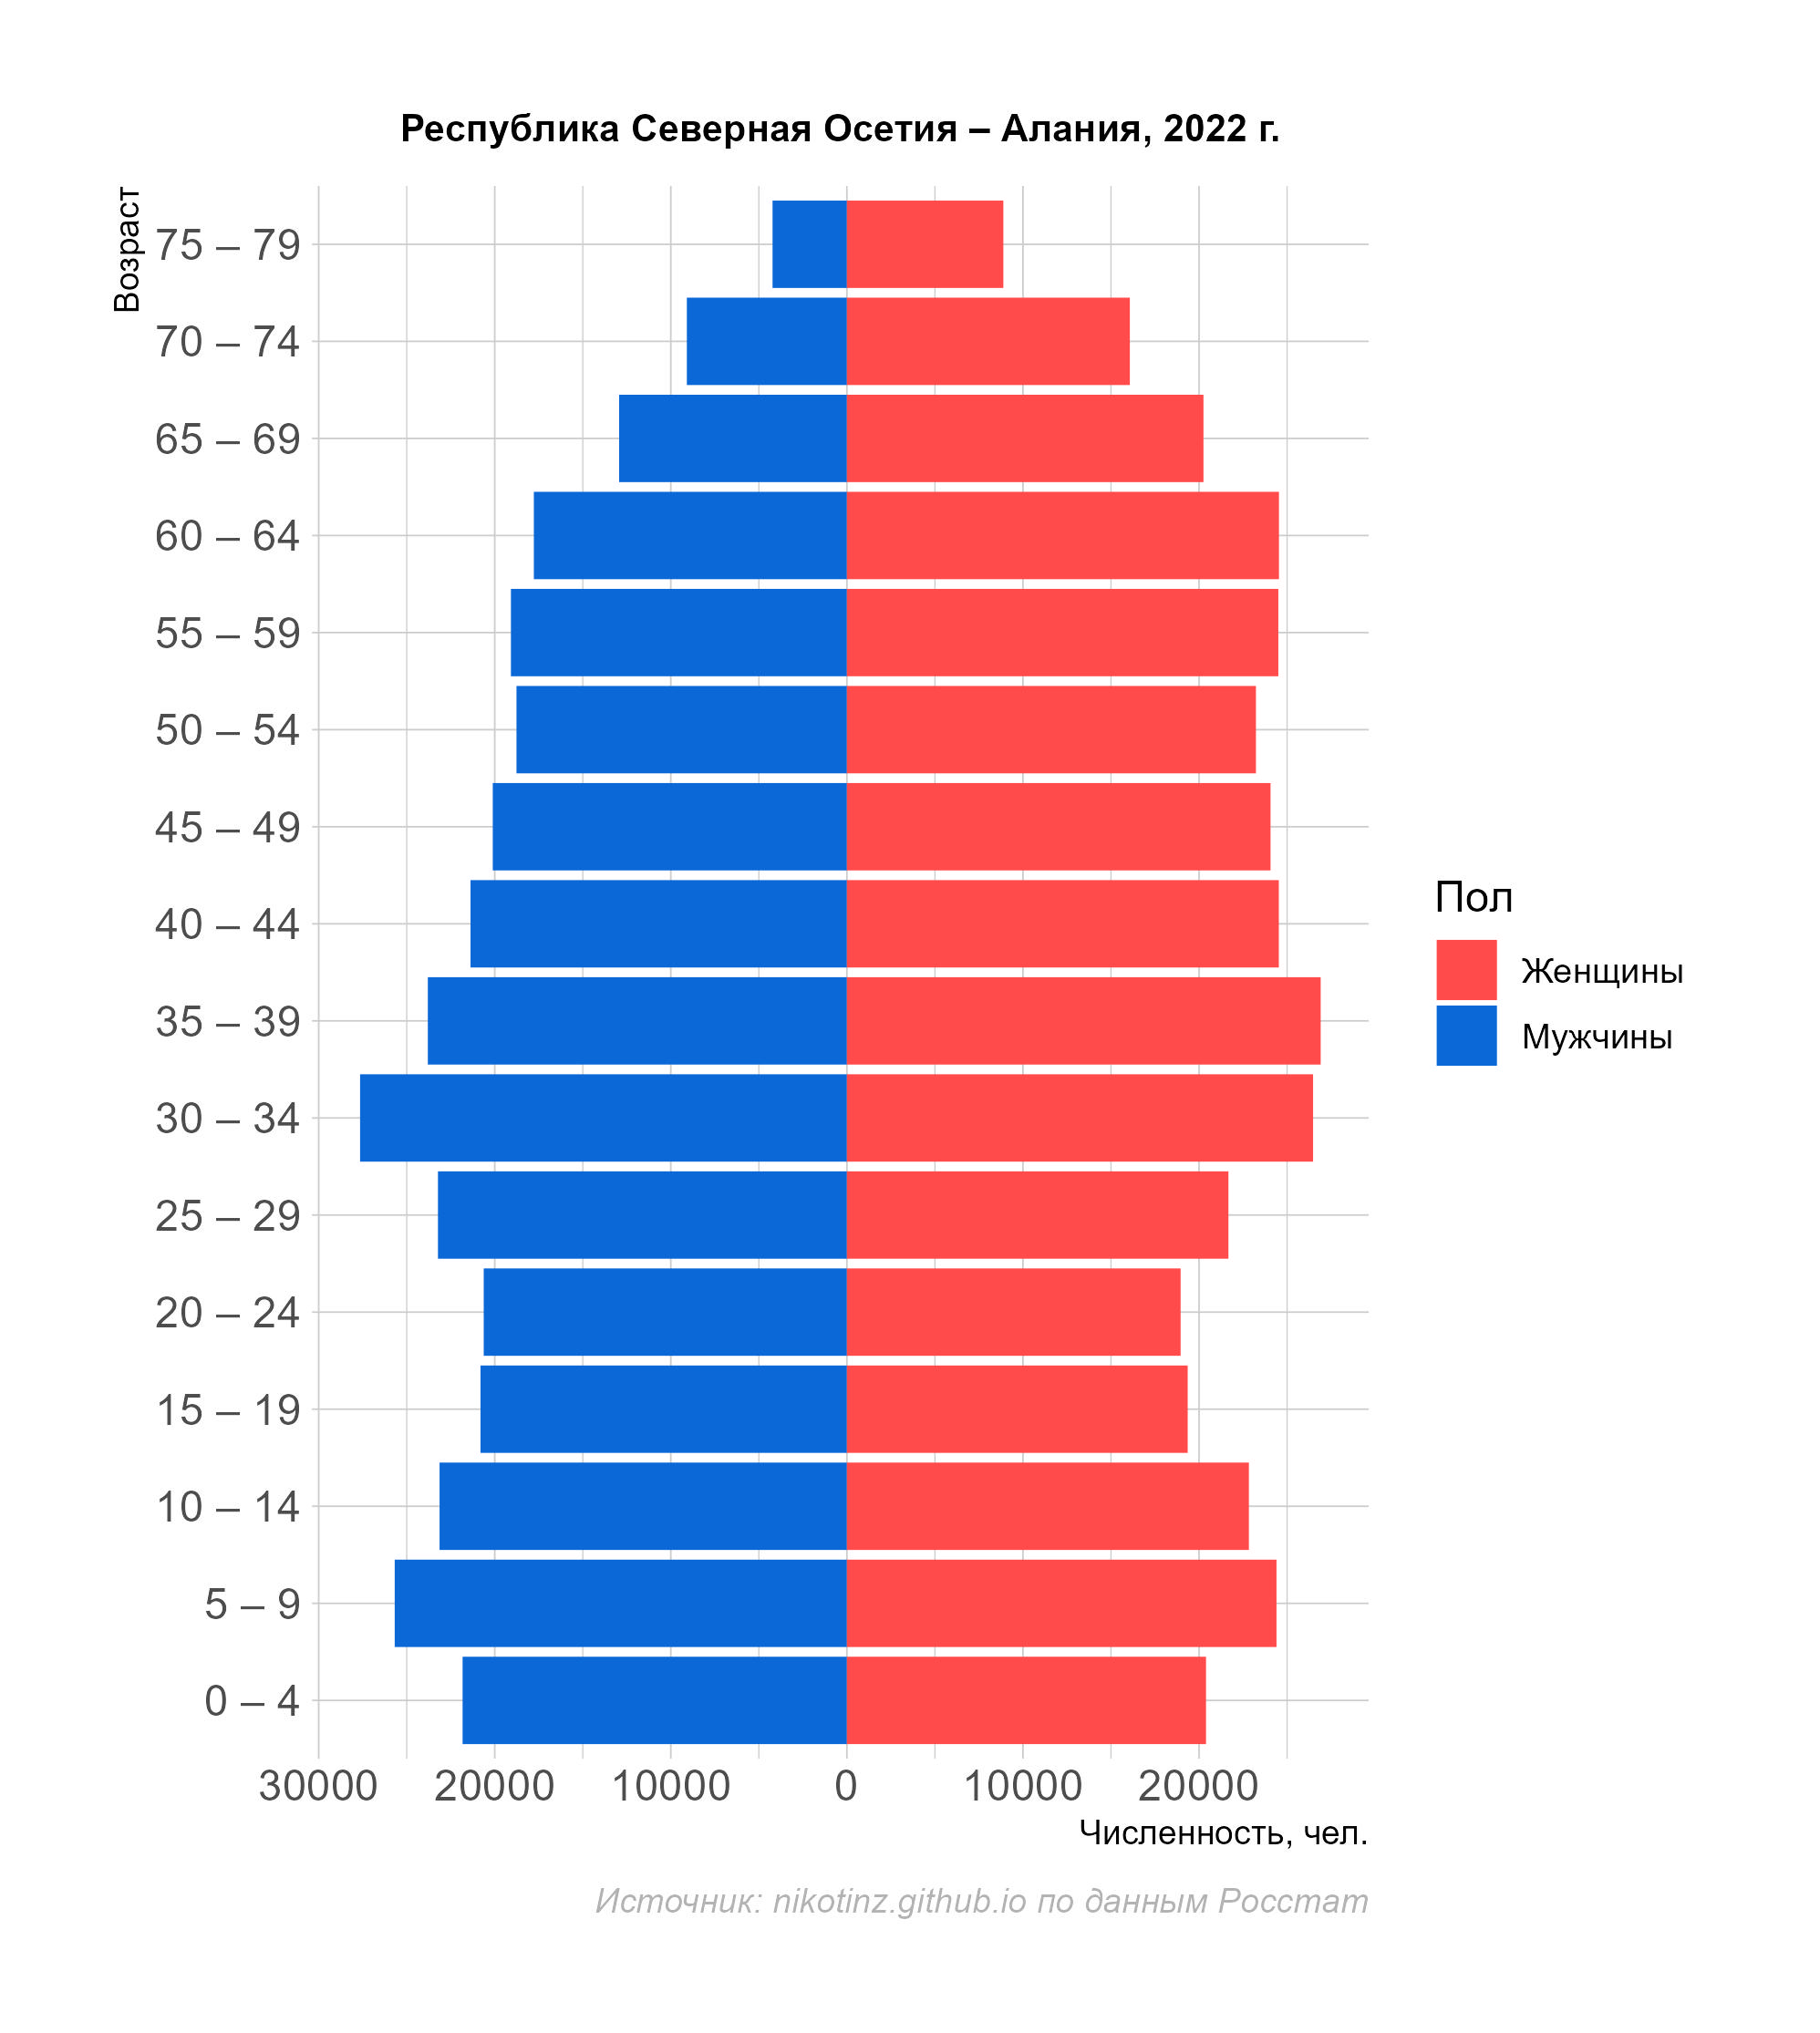 Республика Северная Осетия – Алания, 2022 г.
Возраст
75 – 79
70 – 74
65 – 69
60 – 64
55 – 59
50 – 54
45 – 49
40 – 44
35 – 39
30 – 34
25 – 29
20 – 24
15 – 19
10 – 14
5 – 9
0 – 4
30000 20000 10000 0 10000 20000
Численность, чел.
Пол
Женщины
Мужчины
Источник: nikotinz.github.io по данным Росстат